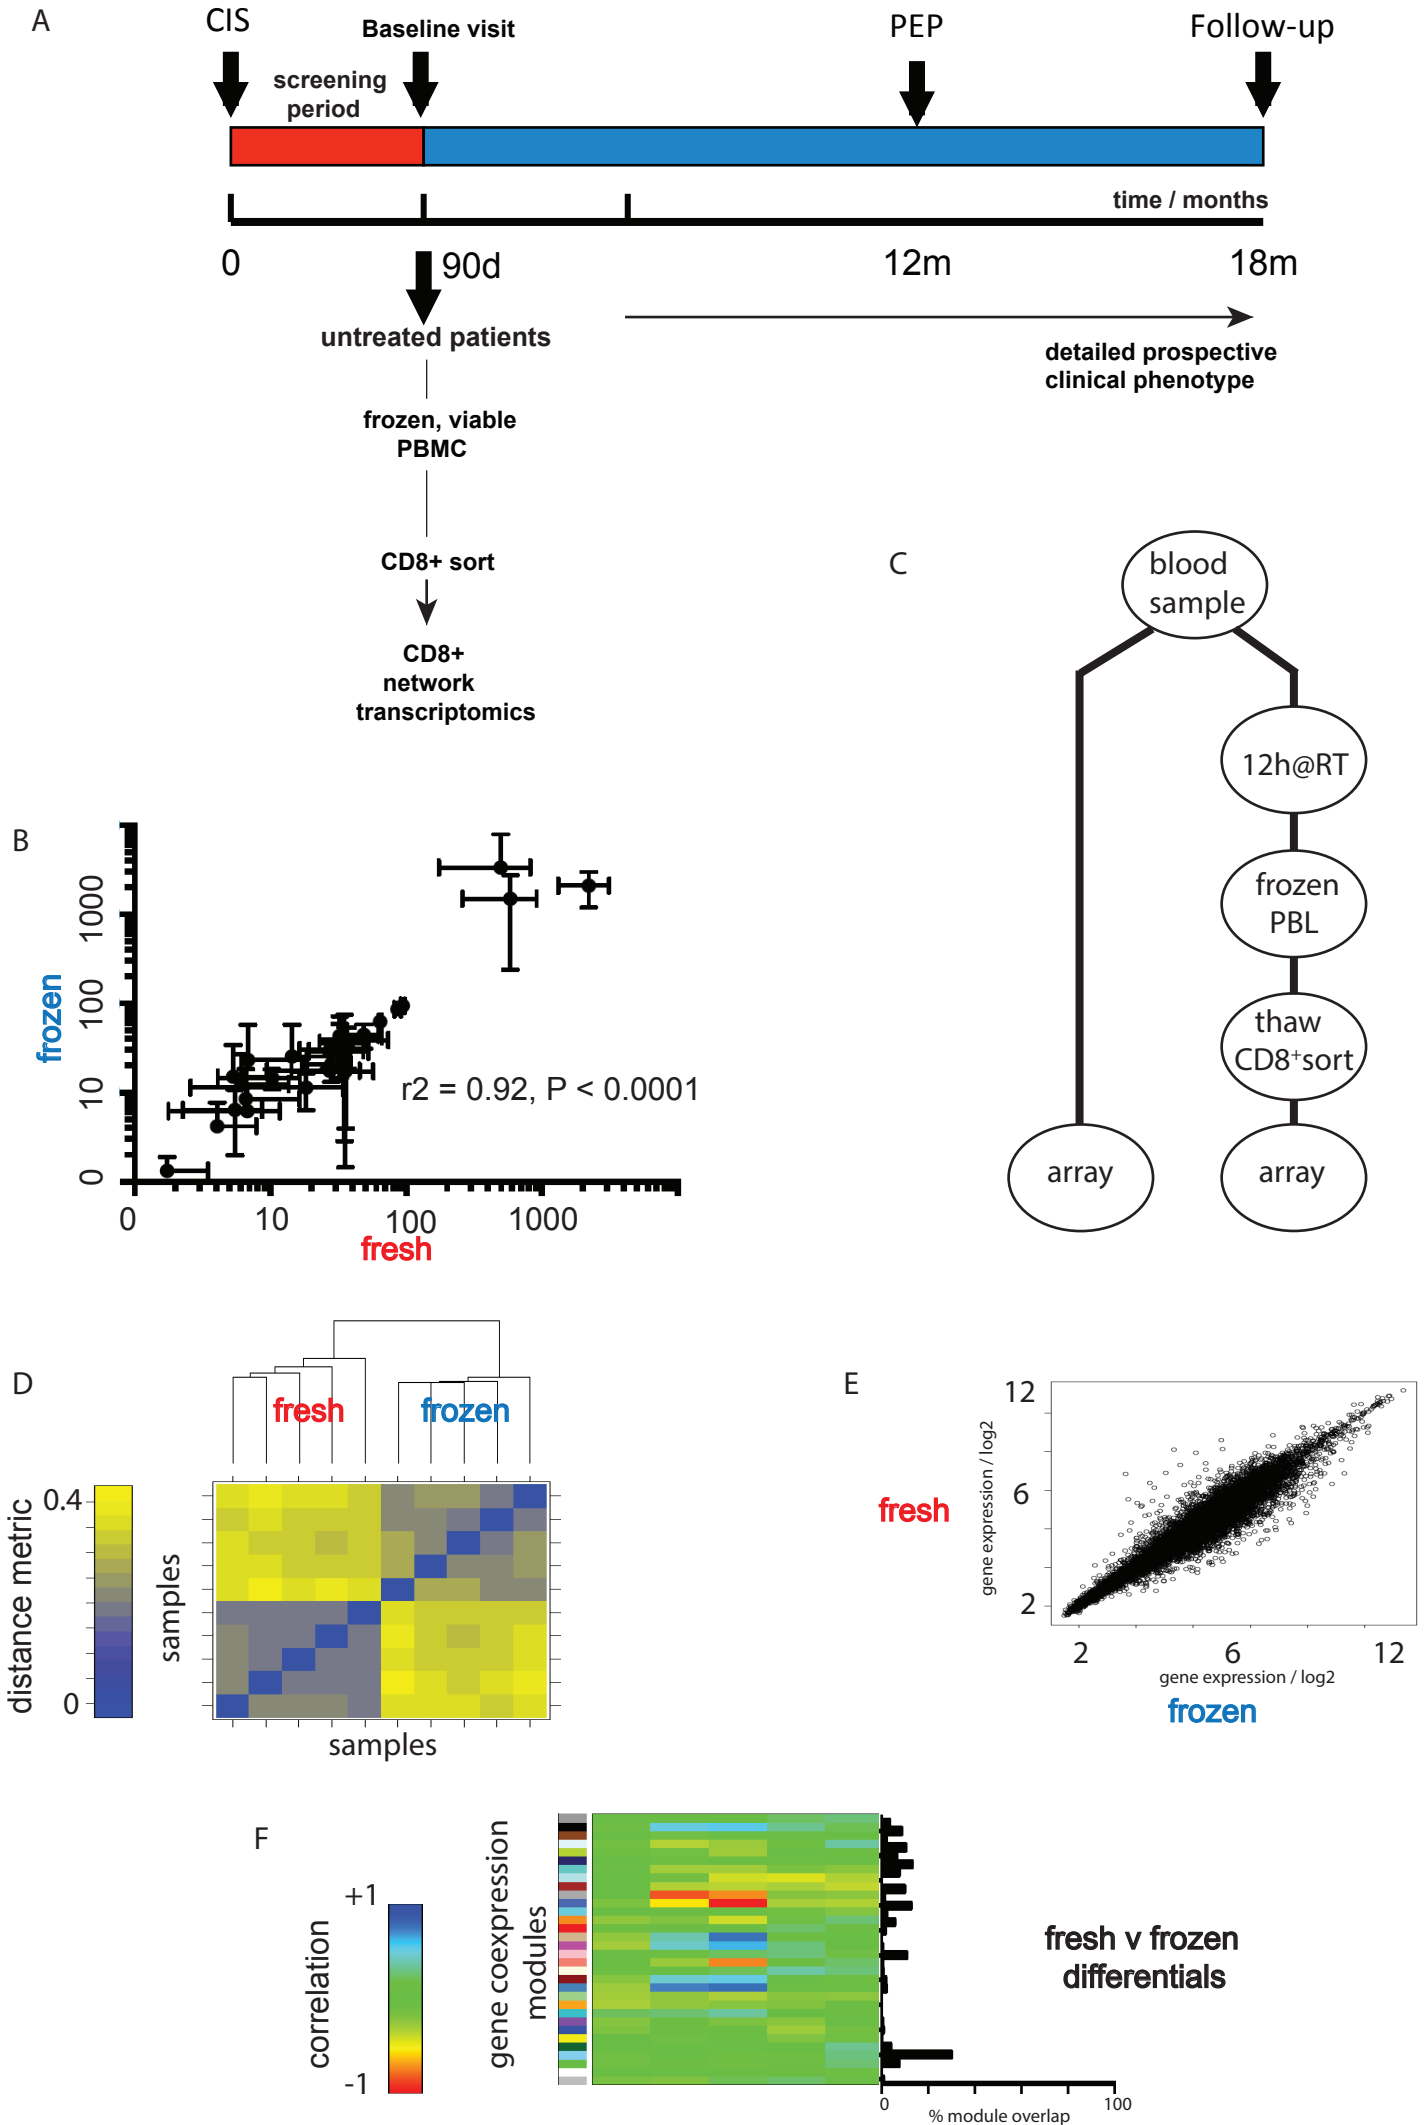 A
CIS
Baseline visit
PEP
Follow-up
screening
period
time / months
0
90d
12m
18m
untreated patients
detailed prospective
clinical phenotype
frozen, viable
PBMC
CD8+ sort
CD8+
network
transcriptomics
B
frozen
1000
100
10
0
r2 = 0.92, P < 0.0001
0
10
100
1000
fresh
C
blood
sample
12h@RT
frozen
PBL
thaw
CD8+sort
array
array
D
fresh
frozen
distance metric
0.4
0
samples
samples
E
fresh
gene expression / log2
12
6
2
2
6
12
gene expression / log2
frozen
F
correlation
+1
-1
gene coexpression
modules
fresh v frozen
differentials
0
100
% module overlap